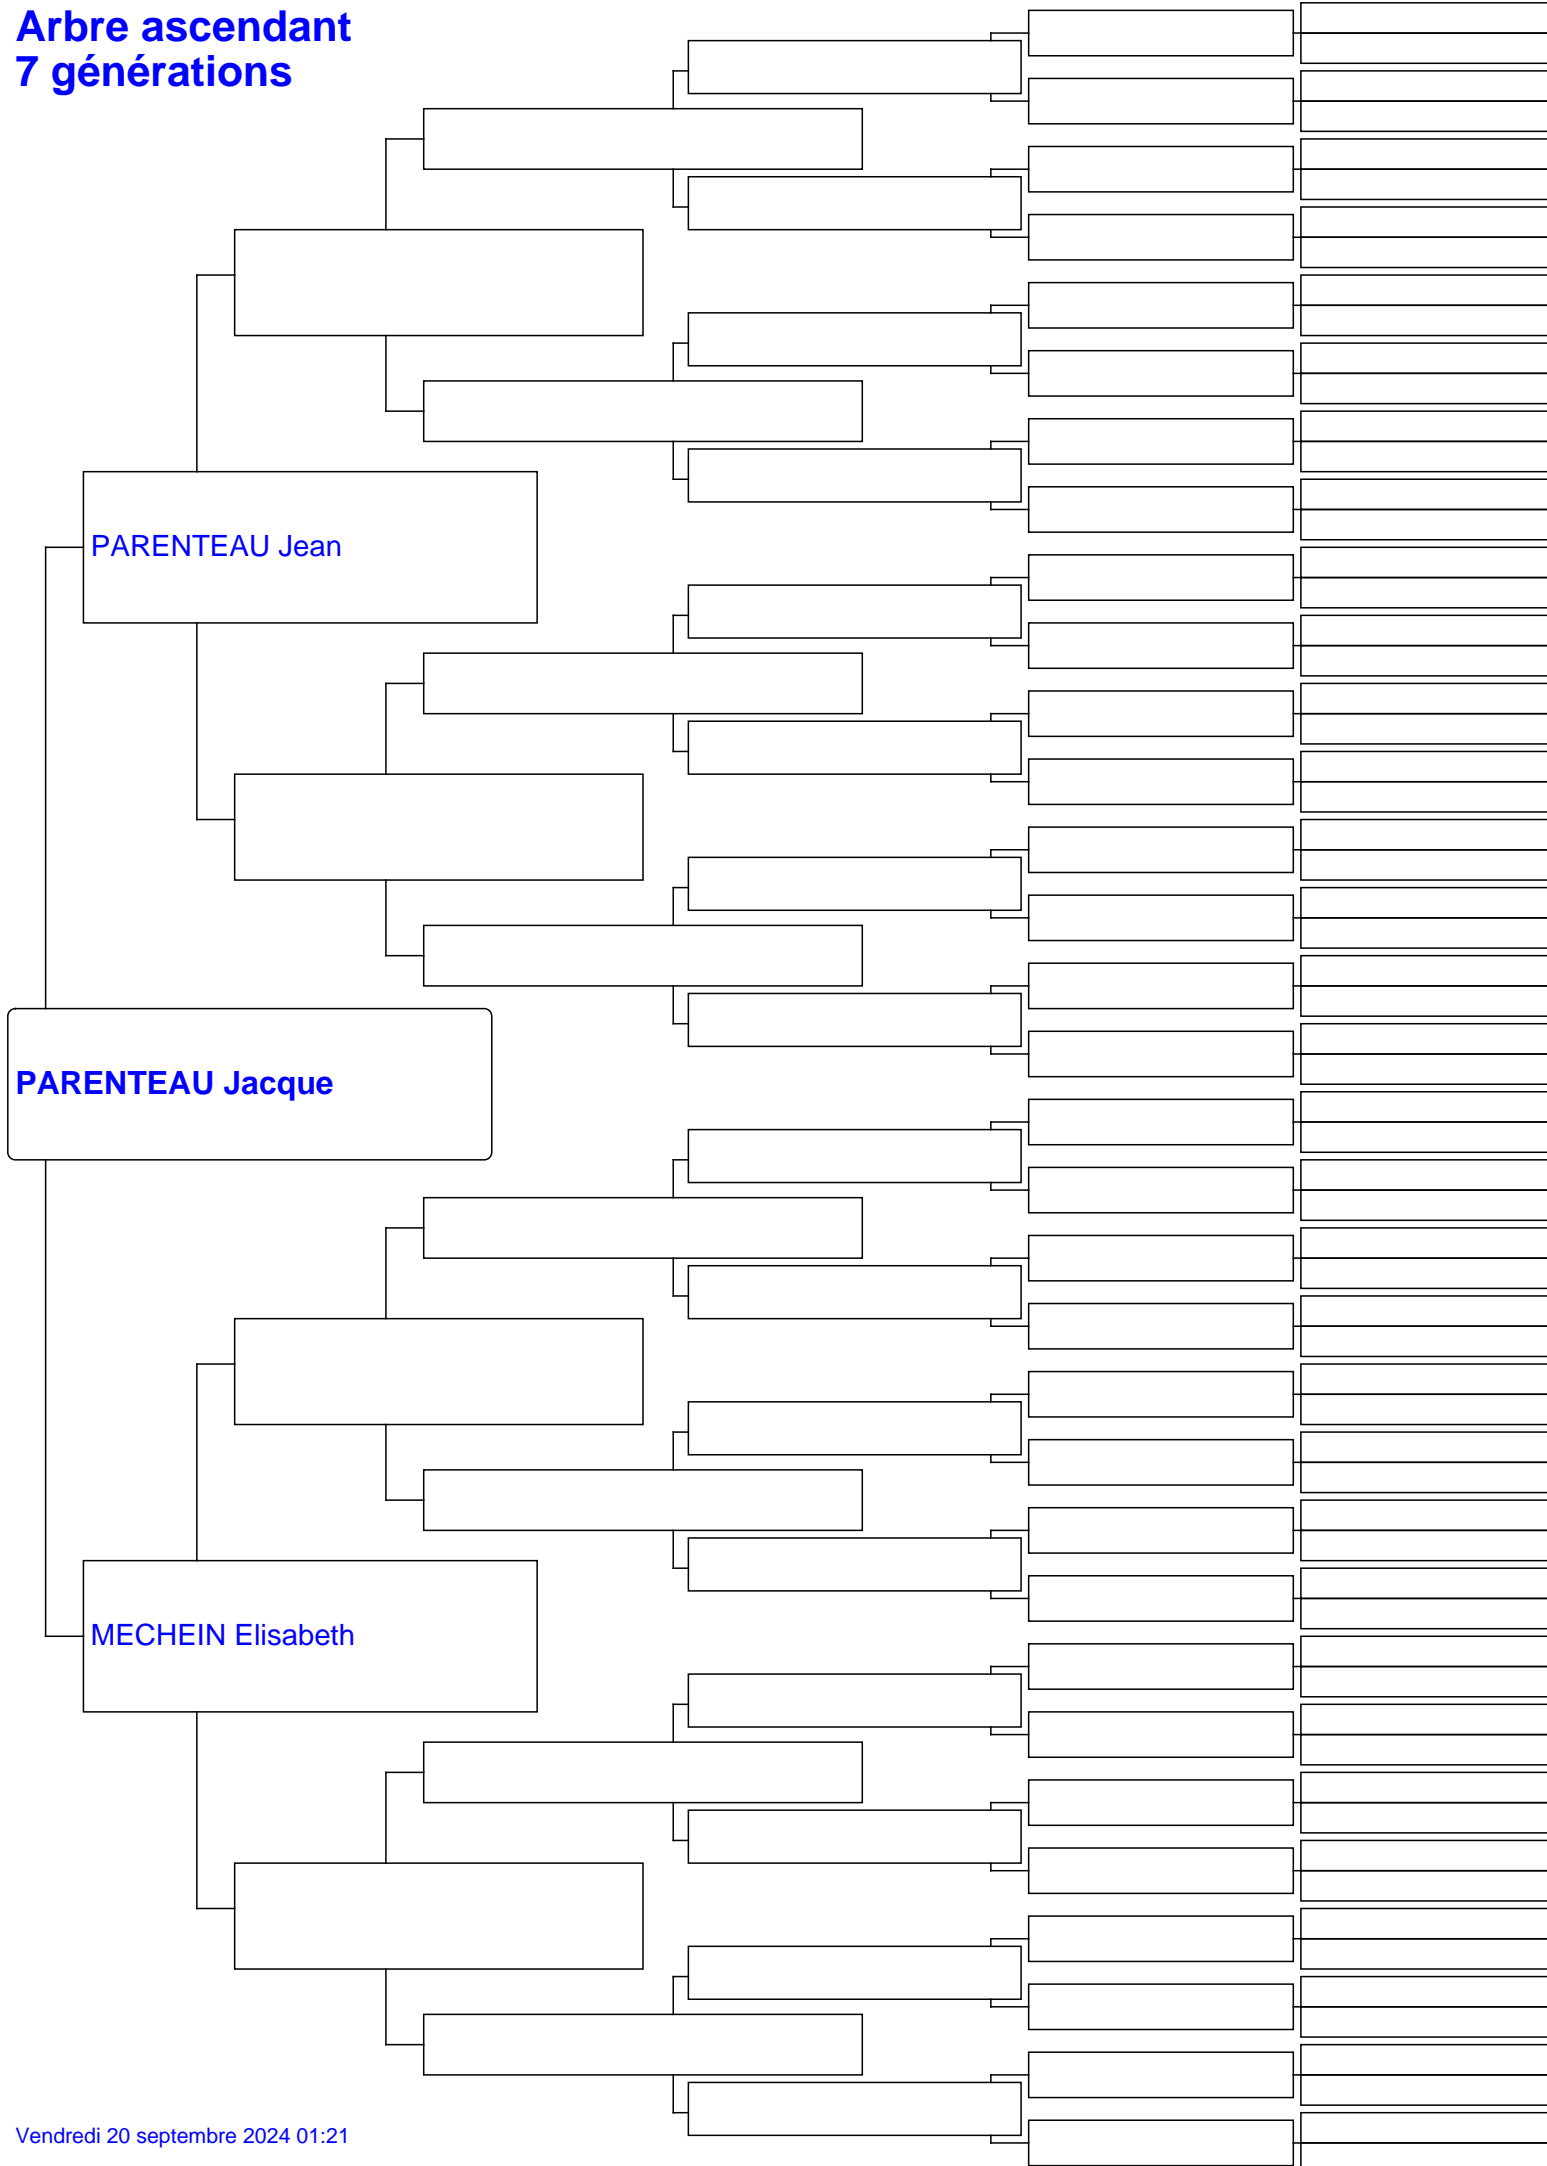 Arbre ascendant
7 générations
PARENTEAU Jean
PARENTEAU Jacque
MECHEIN Elisabeth
Vendredi 20 septembre 2024 01:21